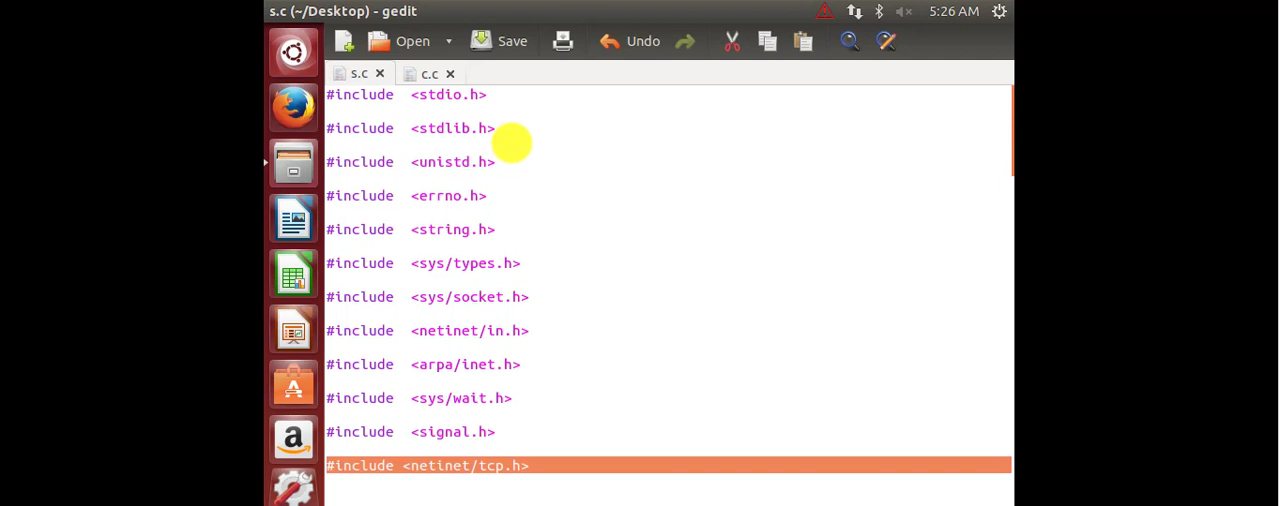 s.c (~/Desktop) - gedit 5:26 AM
Open Save Undo
s.c c.c
#include  <stdio.h>
#include  <stdlib.h>
#include  <unistd.h>
#include  <errno.h>
#include  <string.h>
#include  <sys/types.h>
#include  <sys/socket.h>
#include  <netinet/in.h>
#include  <arpa/inet.h>
#include  <sys/wait.h>
#include  <signal.h>
#include <netinet/tcp.h>